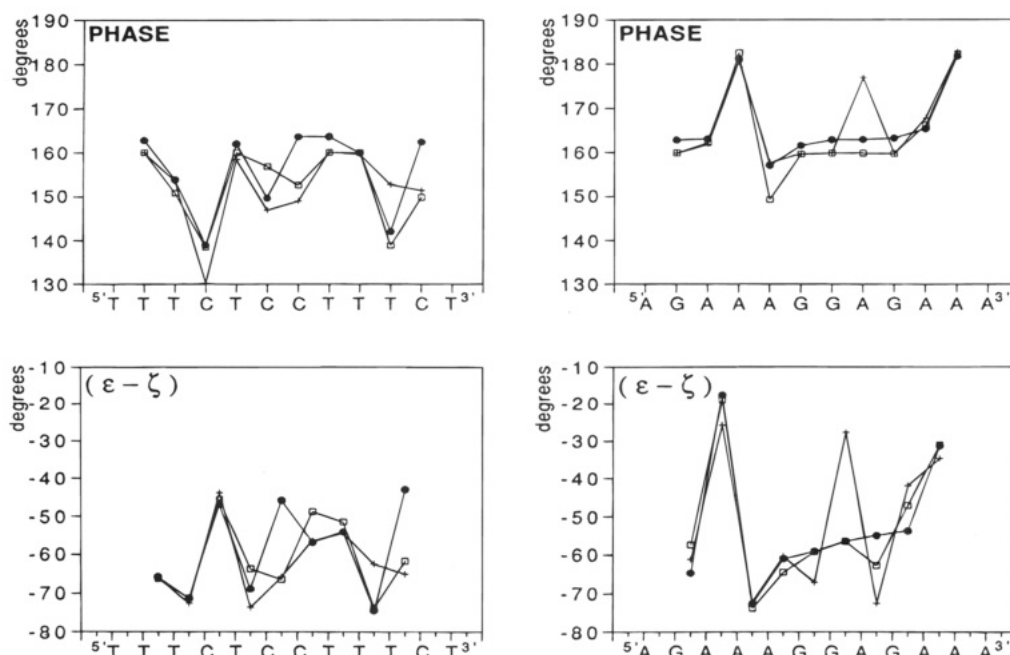 degrees
PHASE
190
180
170
160
150
140
130
5'T T T C T C C T T T C T3'
degrees
PHASE
190
180
170
160
150
140
130
5'A G A A A G G A G A A A3'
degrees
(ε-ζ)
-10
-20
-30
-40
-50
-60
-70
-80
5'T T T C T C C T T T C T3'
degrees
(ε-ζ)
-10
-20
-30
-40
-50
-60
-70
-80
5'A G A A A G G A G A A A3'